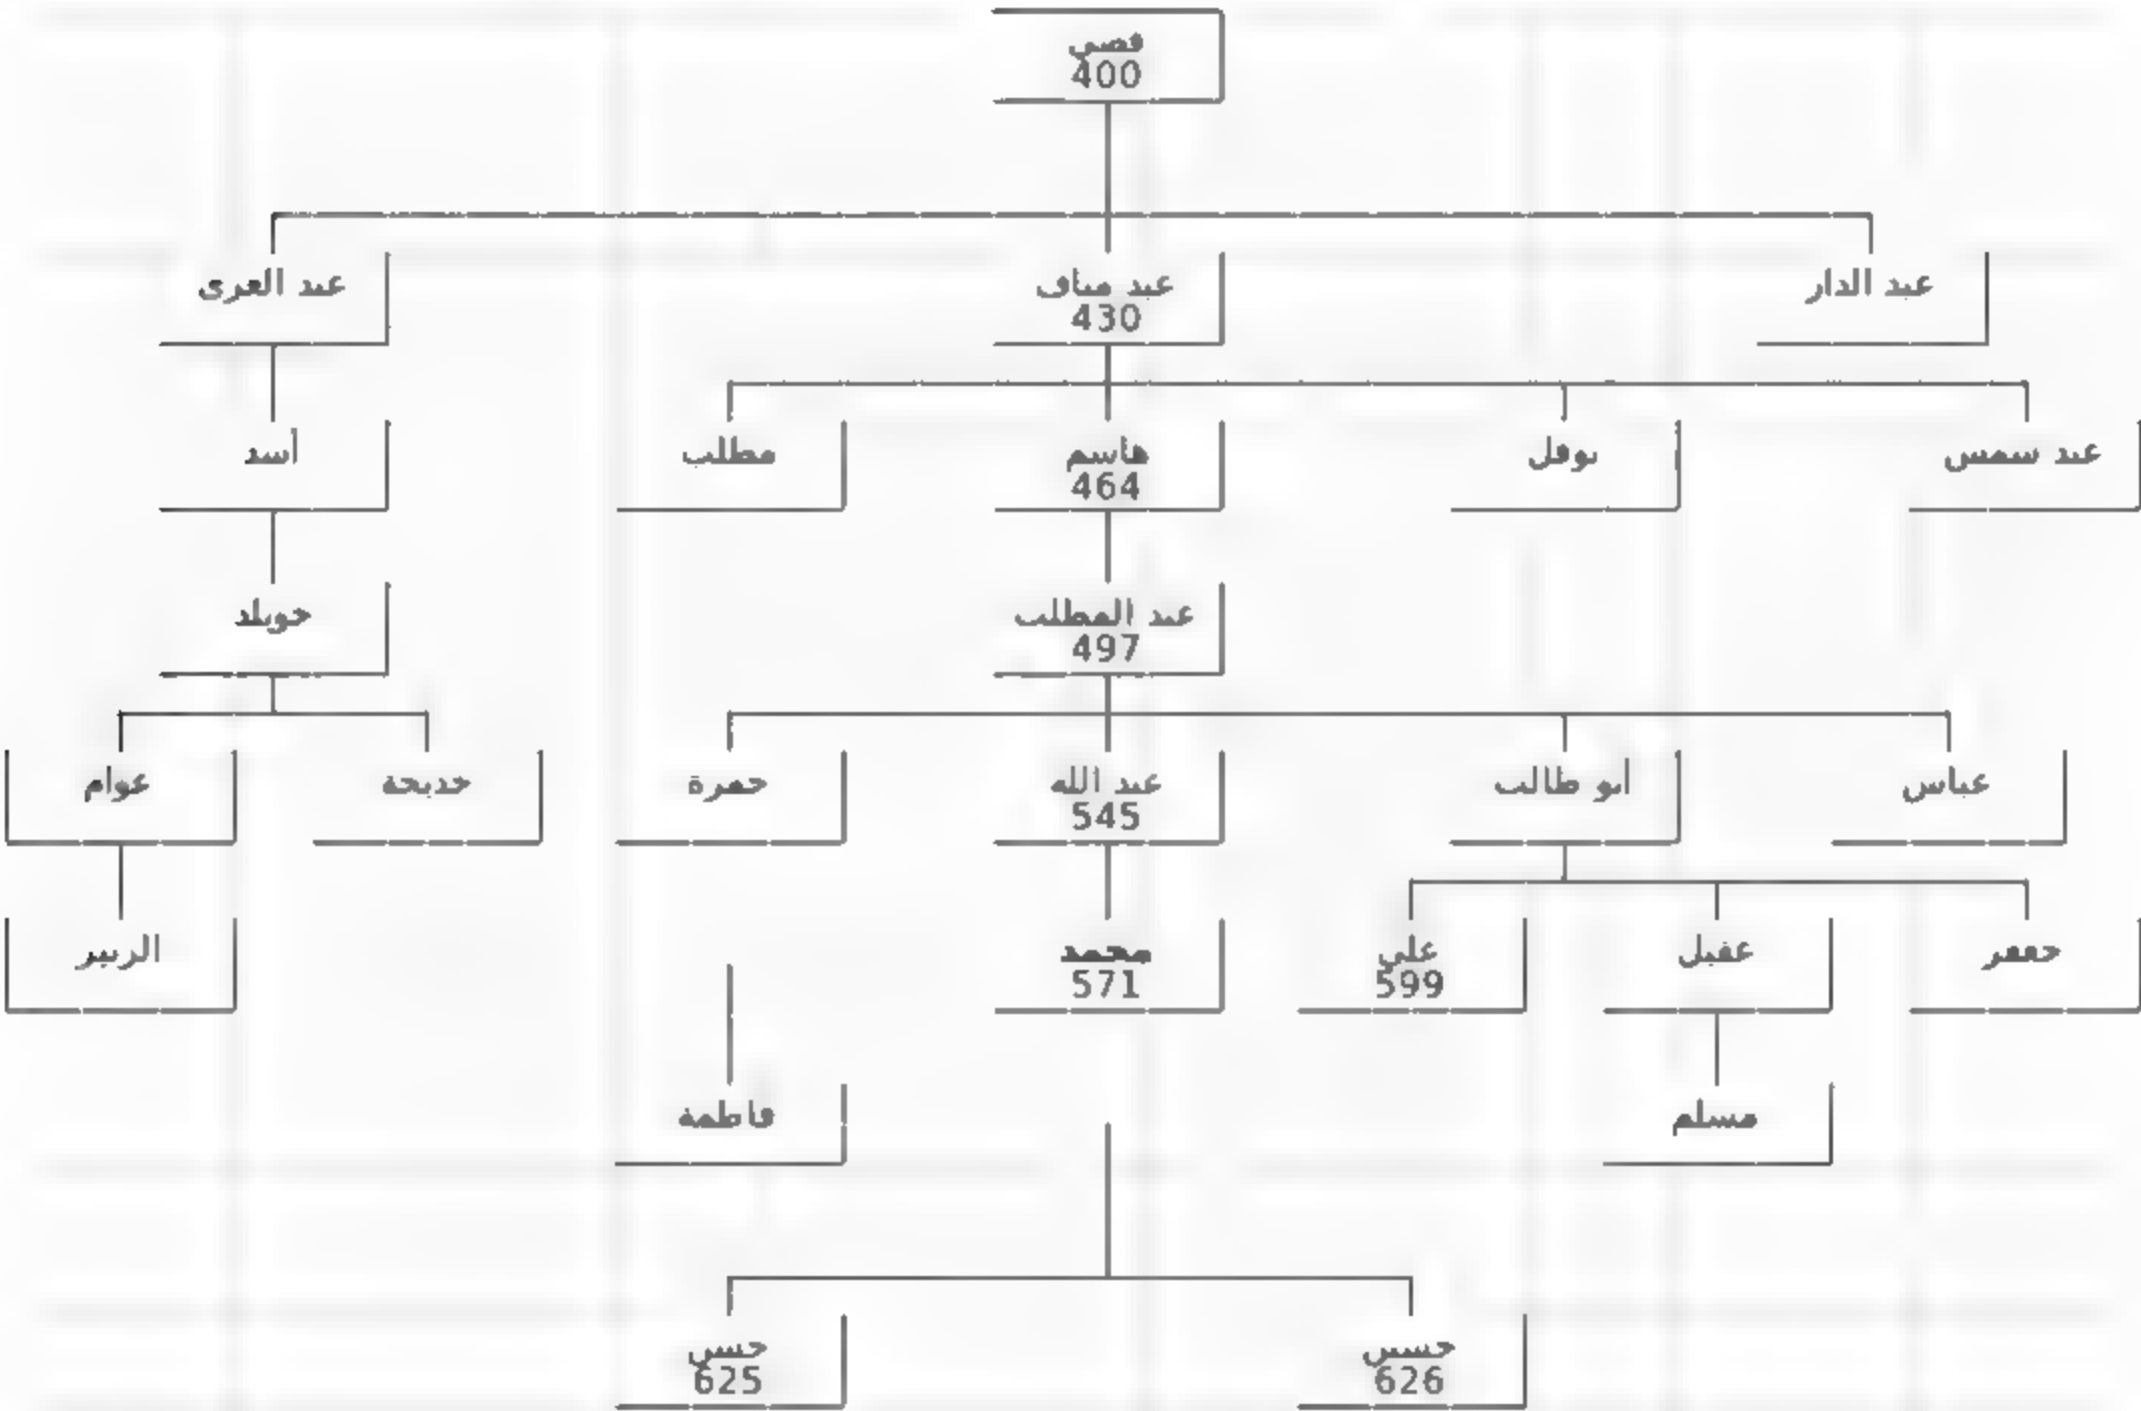 قصي
400
عبد الدار
عبد مناف
430
عبد العزى
عبد شمس
نوفل
هاشم
464
مطلب
أسد
عبد المطلب
497
خويلد
عباس
أبو طالب
عبد الله
545
حمزة
خديجة
عوام
جعفر
عقيل
علي
599
محمد
571
الزبير
مسلم
فاطمة
حسين
626
حسن
625